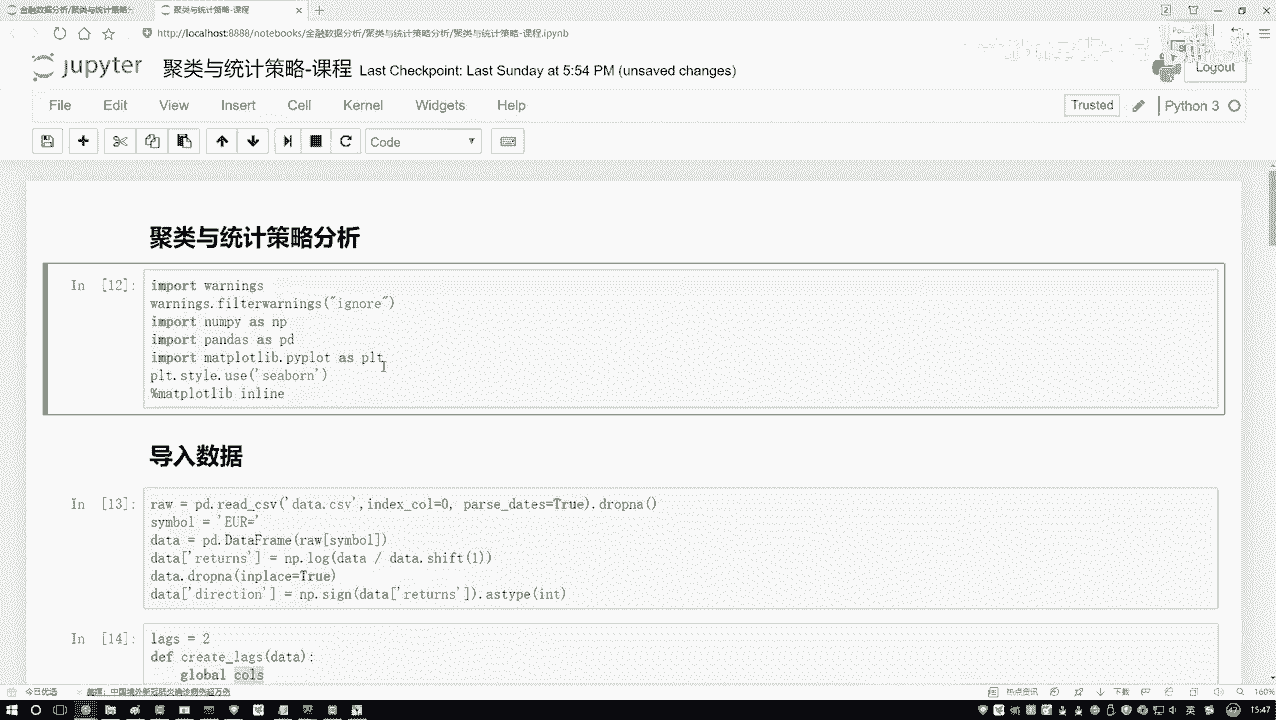 金融数据分析/聚类与统计策略
聚类与统计策略-课程
http://localhost:8888/notebooks/金融数据分析/聚类与统计策略分析/聚类与统计策略-课程.ipynb
jupyter 聚类与统计策略-课程 Last Checkpoint: Last Sunday at 5:54 PM (unsaved changes)
Logout
File Edit View Insert Cell Kernel Widgets Help
Trusted Python 3
Code
聚类与统计策略分析
In [12]:
import warnings
warnings.filterwarnings("ignore")
import numpy as np
import pandas as pd
import matplotlib.pyplot as plt
plt.style.use('seaborn')
%matplotlib inline
导入数据
In [13]:
raw = pd.read_csv('data.csv',index_col=0, parse_dates=True).dropna()
symbol = 'EUR='
data = pd.DataFrame(raw[symbol])
data['returns'] = np.log(data / data.shift(1))
data.dropna(inplace=True)
data['direction'] = np.sign(data['returns']).astype(int)
In [14]:
lags = 2
def create_lags(data):
global cols
今日优选
热点资讯
下载
160%
英
15:47